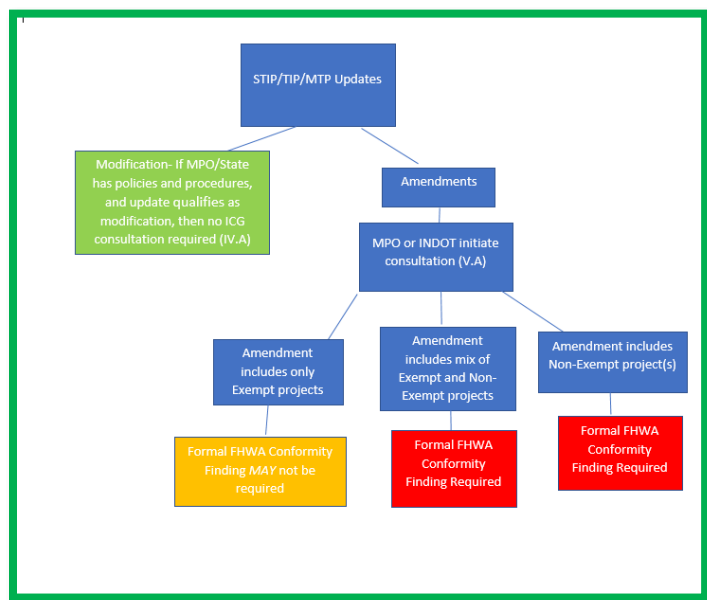 STIP/TIP/MTP Updates
Modification- If MPO/State
has policies and procedures,
and update qualifies as
modification, then no ICG
consultation required (IV.A)
Amendments
MPO or INDOT initiate
consultation (V.A)
Amendment
includes only
Exempt projects
Amendment
includes mix of
Exempt and Non-
Exempt projects
Amendment includes
Non-Exempt project(s)
Formal FHWA Conformity
Finding MAY not be
required
Formal FHWA
Conformity
Finding Required
Formal FHWA
Conformity
Finding Required